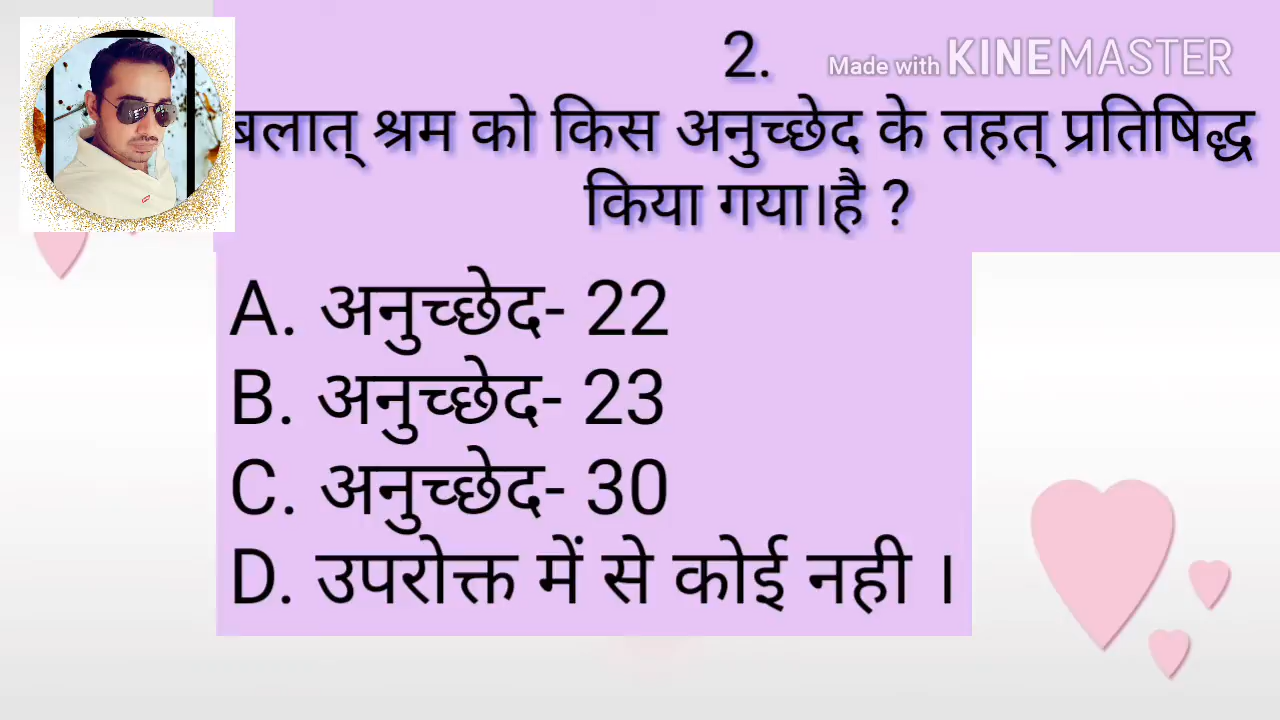 2.
Made with KINEMASTER
बलात् श्रम को किस अनुच्छेद के तहत् प्रतिषिद्ध
किया गया।है ?
A. अनुच्छेद- 22
B. अनुच्छेद- 23
C. अनुच्छेद- 30
D. उपरोक्त में से कोई नही ।